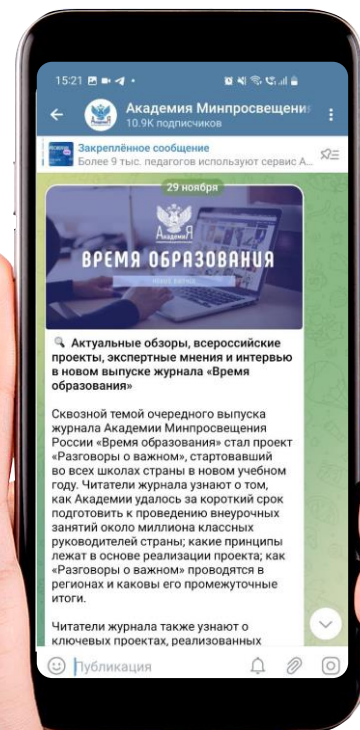 15:21
Академия Минпросвещени
10.9K подписчиков
Закреплённое сообщение
Более 9 тыс. педагогов используют сервис А...
29 ноября
АкадемиЯ
ВРЕМЯ ОБРАЗОВАНИЯ
Актуальные обзоры, всероссийские
проекты, экспертные мнения и интервью
в новом выпуске журнала «Время
образования»
Сквозной темой очередного выпуска
журнала Академии Минпросвещения
России «Время образования» стал проект
«Разговоры о важном», стартовавший
во всех школах страны в новом учебном
году. Читатели журнала узнают о том,
как Академии удалось за короткий срок
подготовить к проведению внеурочных
занятий около миллиона классных
руководителей страны; какие принципы
лежат в основе реализации проекта; как
«Разговоры о важном» проводятся в
регионах и каковы его промежуточные
итоги.
Читатели журнала также узнают о
ключевых проектах, реализованных
Публикация